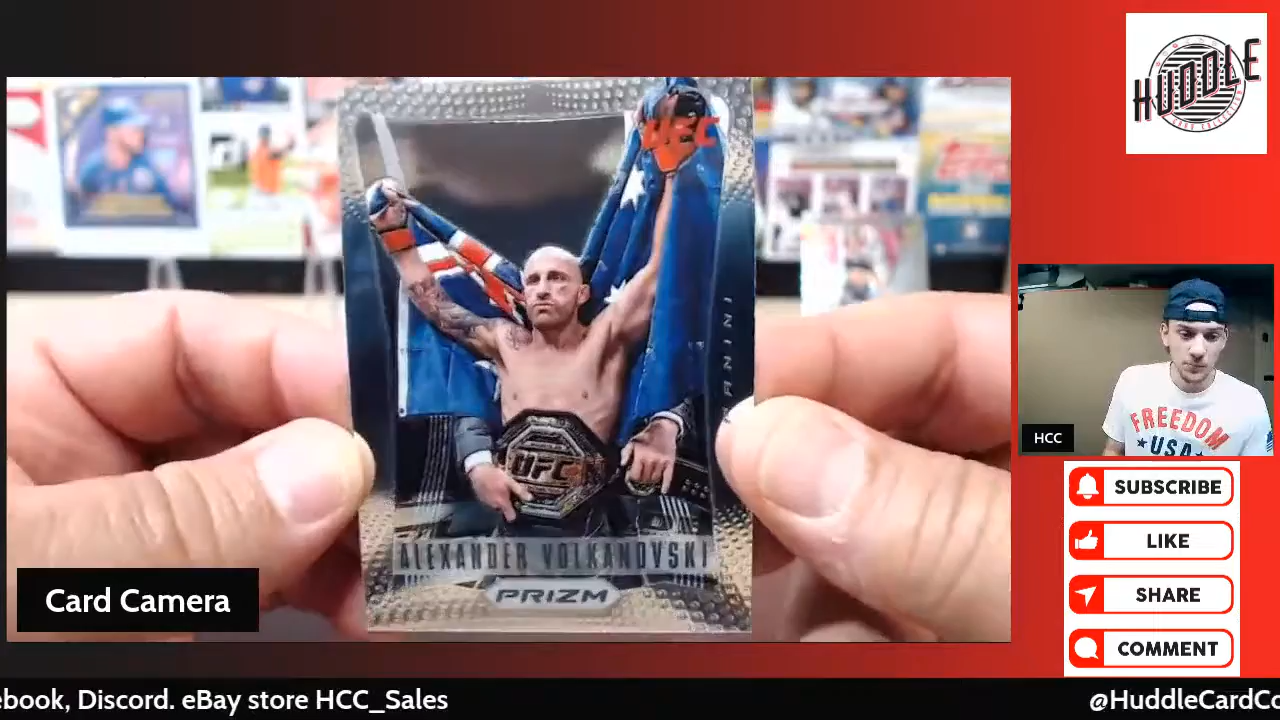 HUDDLE
UFC
PANINI
UFC
ALEXANDER VOLKANOVSKI
PRIZM
Card Camera
HCC
FREEDOM
USA
SUBSCRIBE
LIKE
SHARE
COMMENT
ebook, Discord. eBay store HCC_Sales
@HuddleCardCo